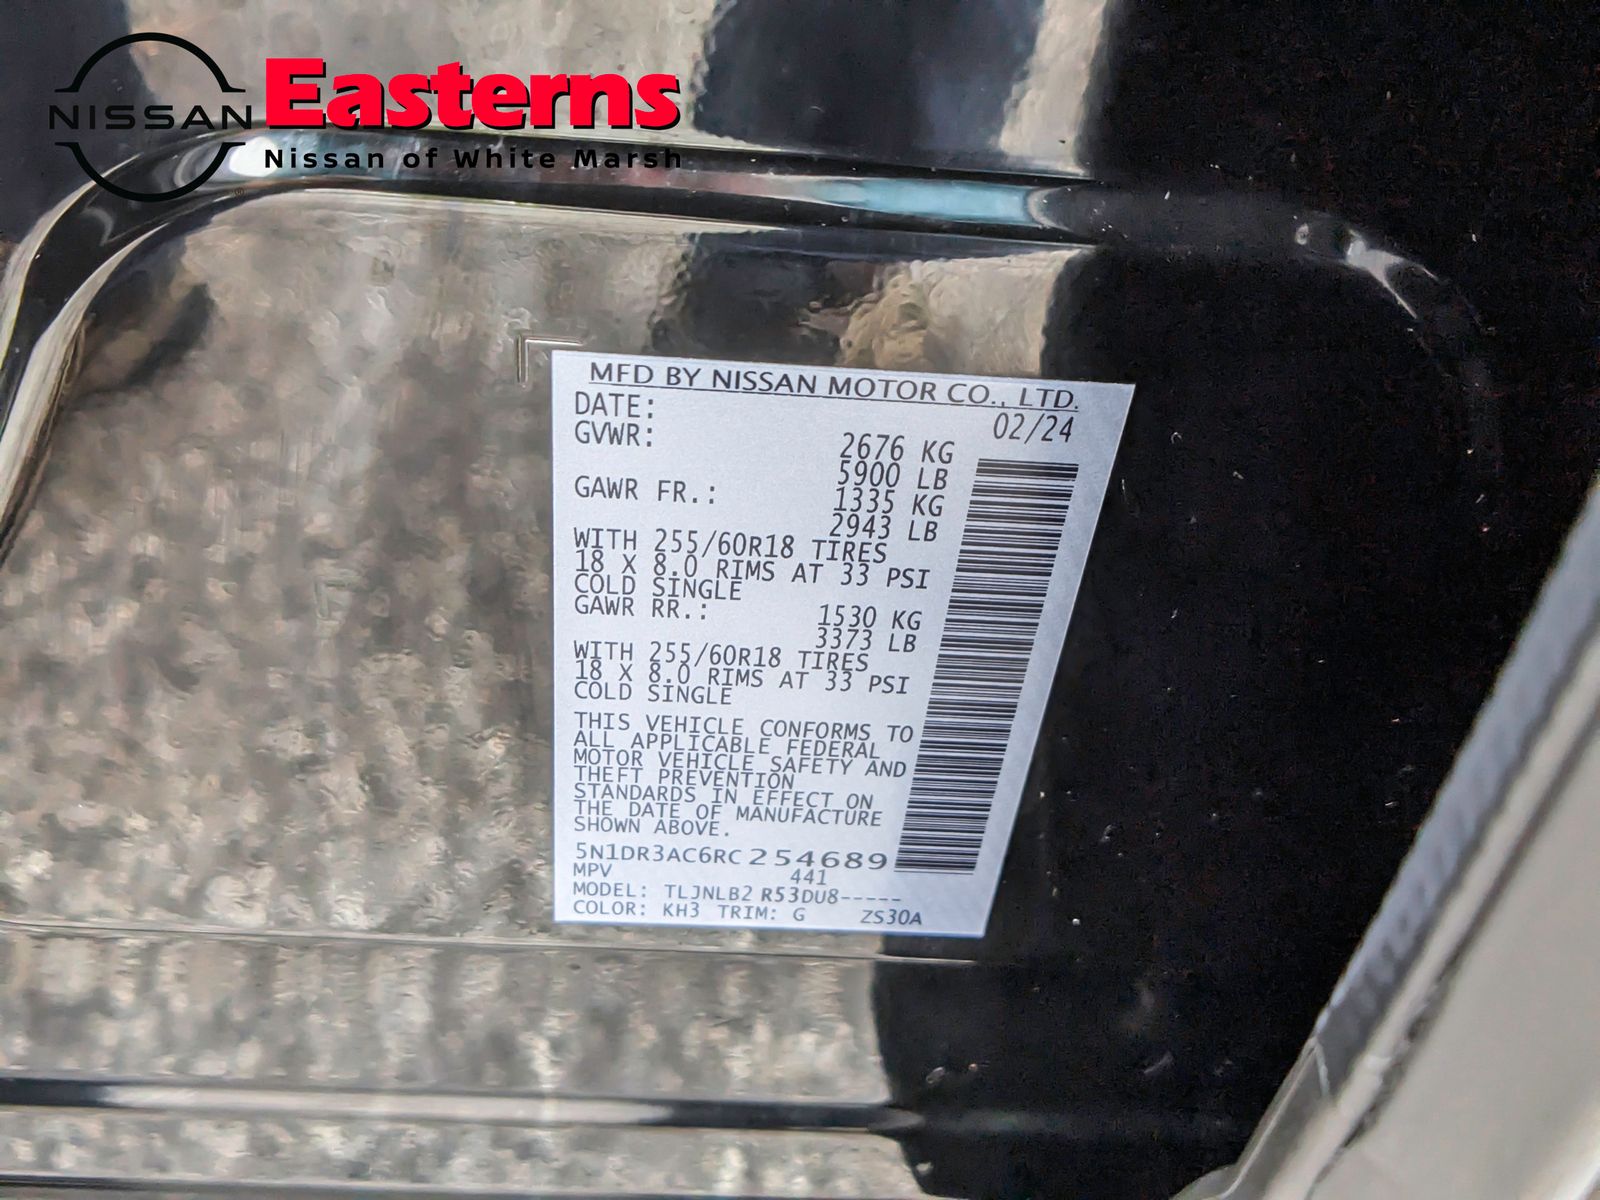 NISSAN
Easterns
Nissan of White Marsh
MFD BY NISSAN MOTOR CO., LTD.
DATE: 02/24
GVWR: 2676 KG
5900 LB
GAWR FR.: 1335 KG
2943 LB
WITH 255/60R18 TIRES
18 X 8.0 RIMS AT 33 PSI
COLD SINGLE
GAWR RR.: 1530 KG
3373 LB
WITH 255/60R18 TIRES
18 X 8.0 RIMS AT 33 PSI
COLD SINGLE
THIS VEHICLE CONFORMS TO
ALL APPLICABLE FEDERAL
MOTOR VEHICLE SAFETY AND
THEFT PREVENTION
STANDARDS IN EFFECT ON
THE DATE OF MANUFACTURE
SHOWN ABOVE.
5N1DR3AC6RC254689
MPV 441
MODEL: TLJNLB2 R53DU8-----
COLOR: KH3 TRIM: G ZS30A